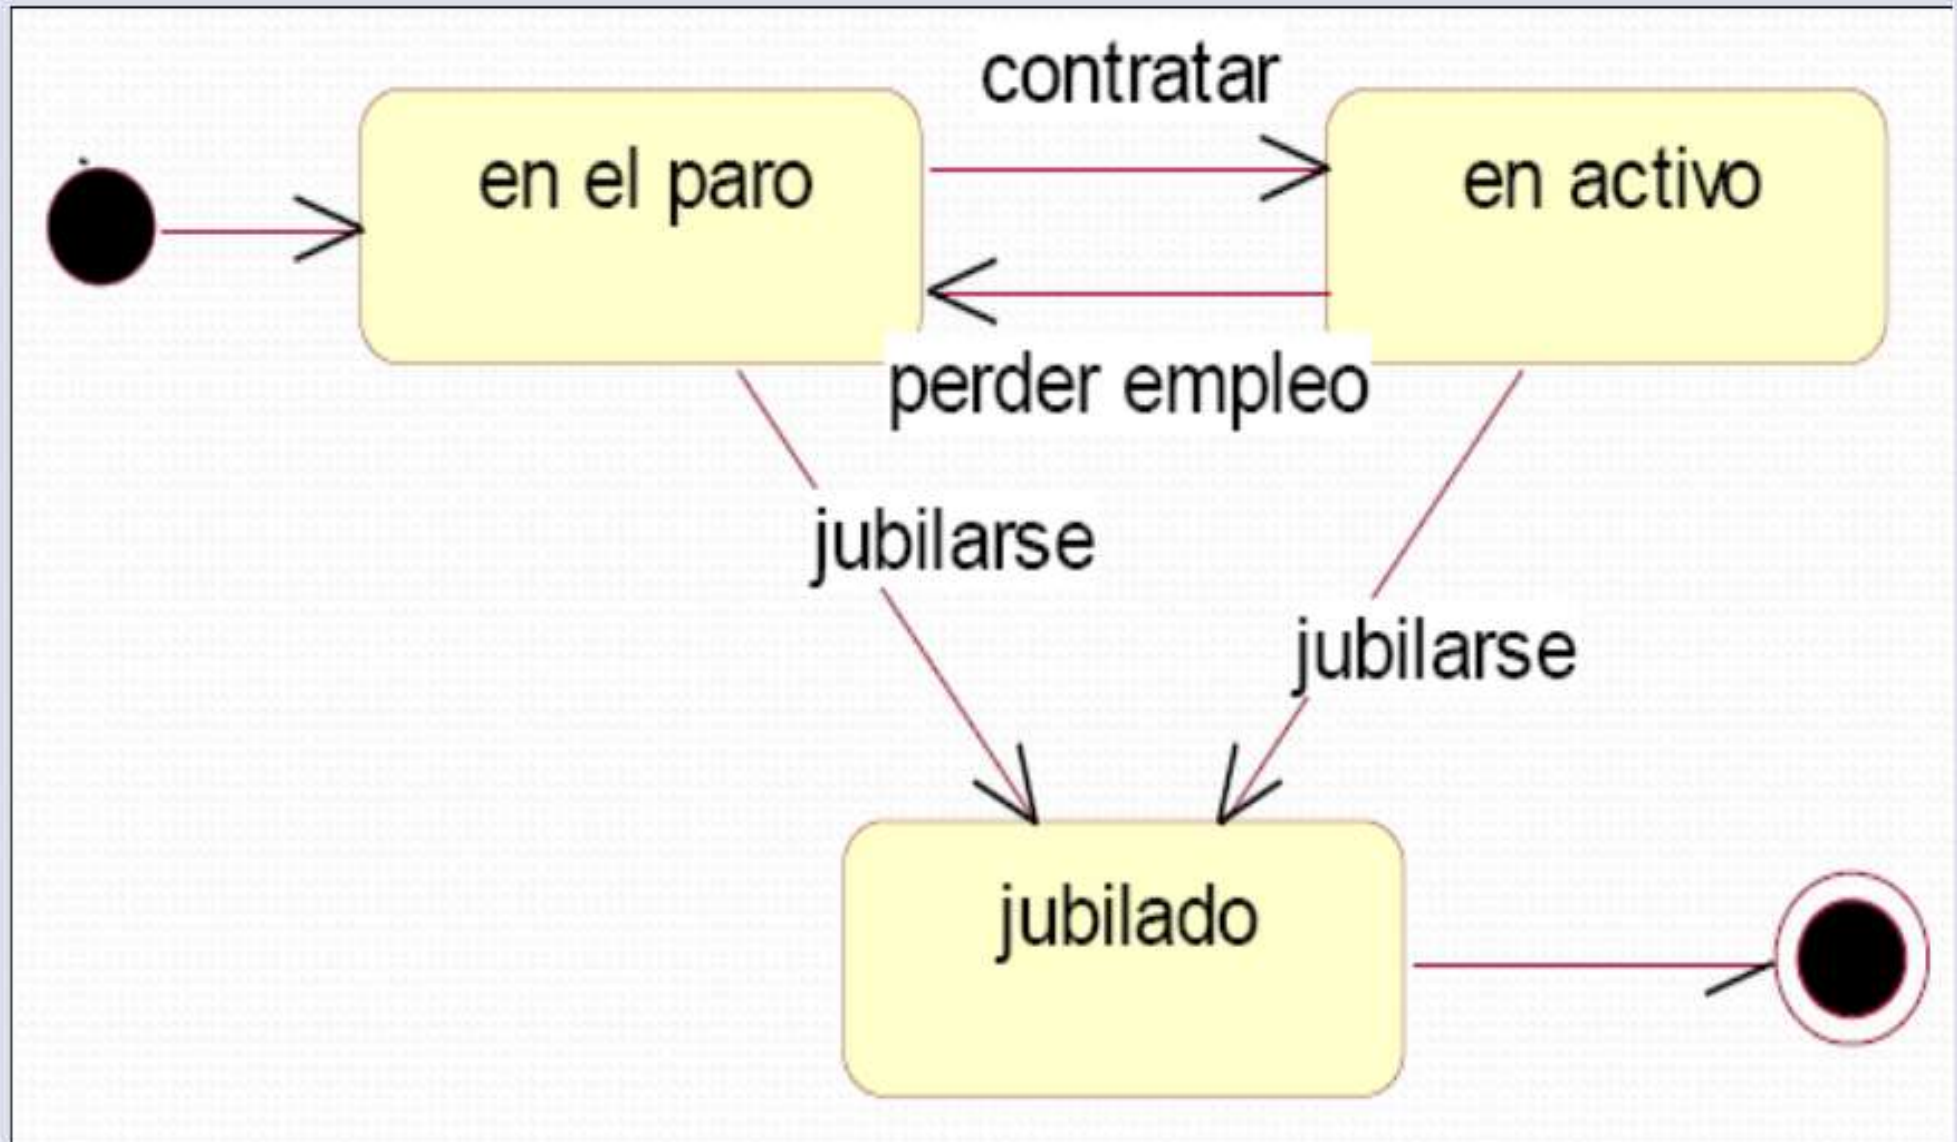 contratar
en el paro
en activo
perder empleo
jubilarse
jubilarse
jubilado